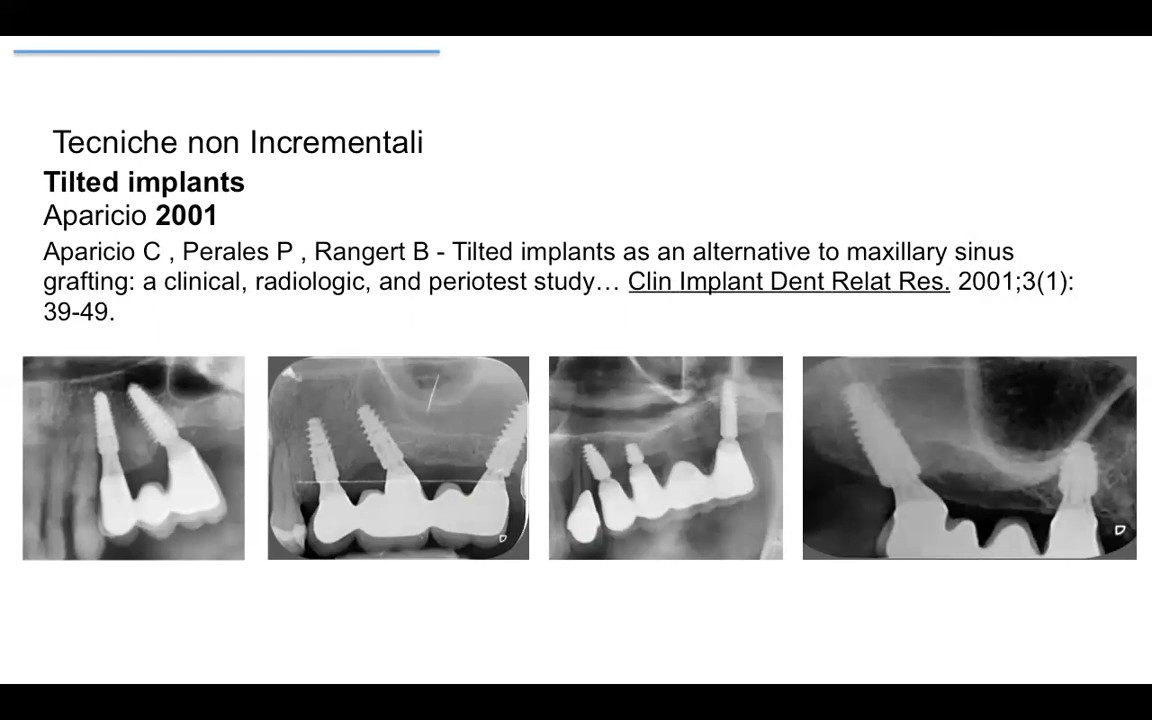 Tecniche non Incrementali
Tilted implants
Aparicio 2001
Aparicio C , Perales P , Rangert B - Tilted implants as an alternative to maxillary sinus
grafting: a clinical, radiologic, and periotest study… Clin Implant Dent Relat Res. 2001;3(1):
39-49.
D
D